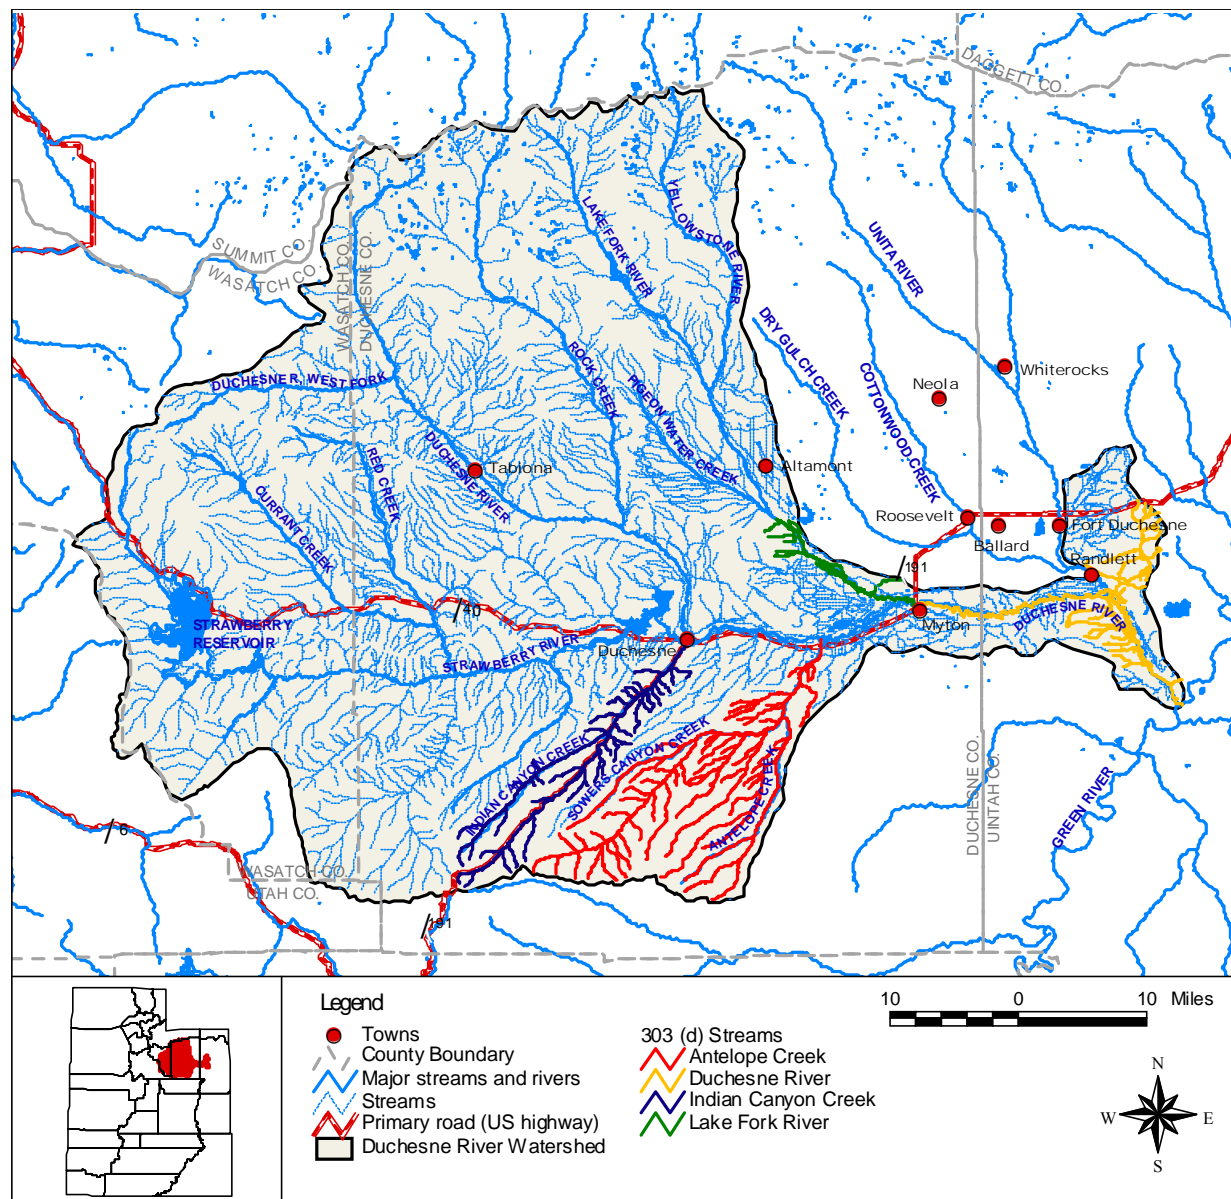 DAGGETT CO.
SUMMIT CO.
WASATCH CO.
WASATCH CO.
DUCHESNE CO.
LAKE FORK RIVER
YELLOWSTONE RIVER
UNITA RIVER
DRY GULCH CREEK
COTTONWOOD CREEK
ROCK CREEK
PIGEON WATER CREEK
DUCHESNE R, WEST FORK
DUCHESNE RIVER
RED CREEK
CURRANT CREEK
Whiterocks
Neola
Tabiona
Altamont
Roosevelt
Ballard
Fort Duchesne
Randlett
191
Myton
DUCHESNE RIVER
40
STRAWBERRY
RESERVOIR
STRAWBERRY RIVER
Duchesne
INDIAN CANYON CREEK
SOWERS CANYON CREEK
ANTELOPE CREEK
DUCHESNE CO.
UINTAH CO.
GREEN RIVER
6
WASATCH CO.
UTAH CO.
191
Legend
Towns
County Boundary
Major streams and rivers
Streams
Primary road (US highway)
Duchesne River Watershed
303 (d) Streams
Antelope Creek
Duchesne River
Indian Canyon Creek
Lake Fork River
10 0 10 Miles
N
W E
S